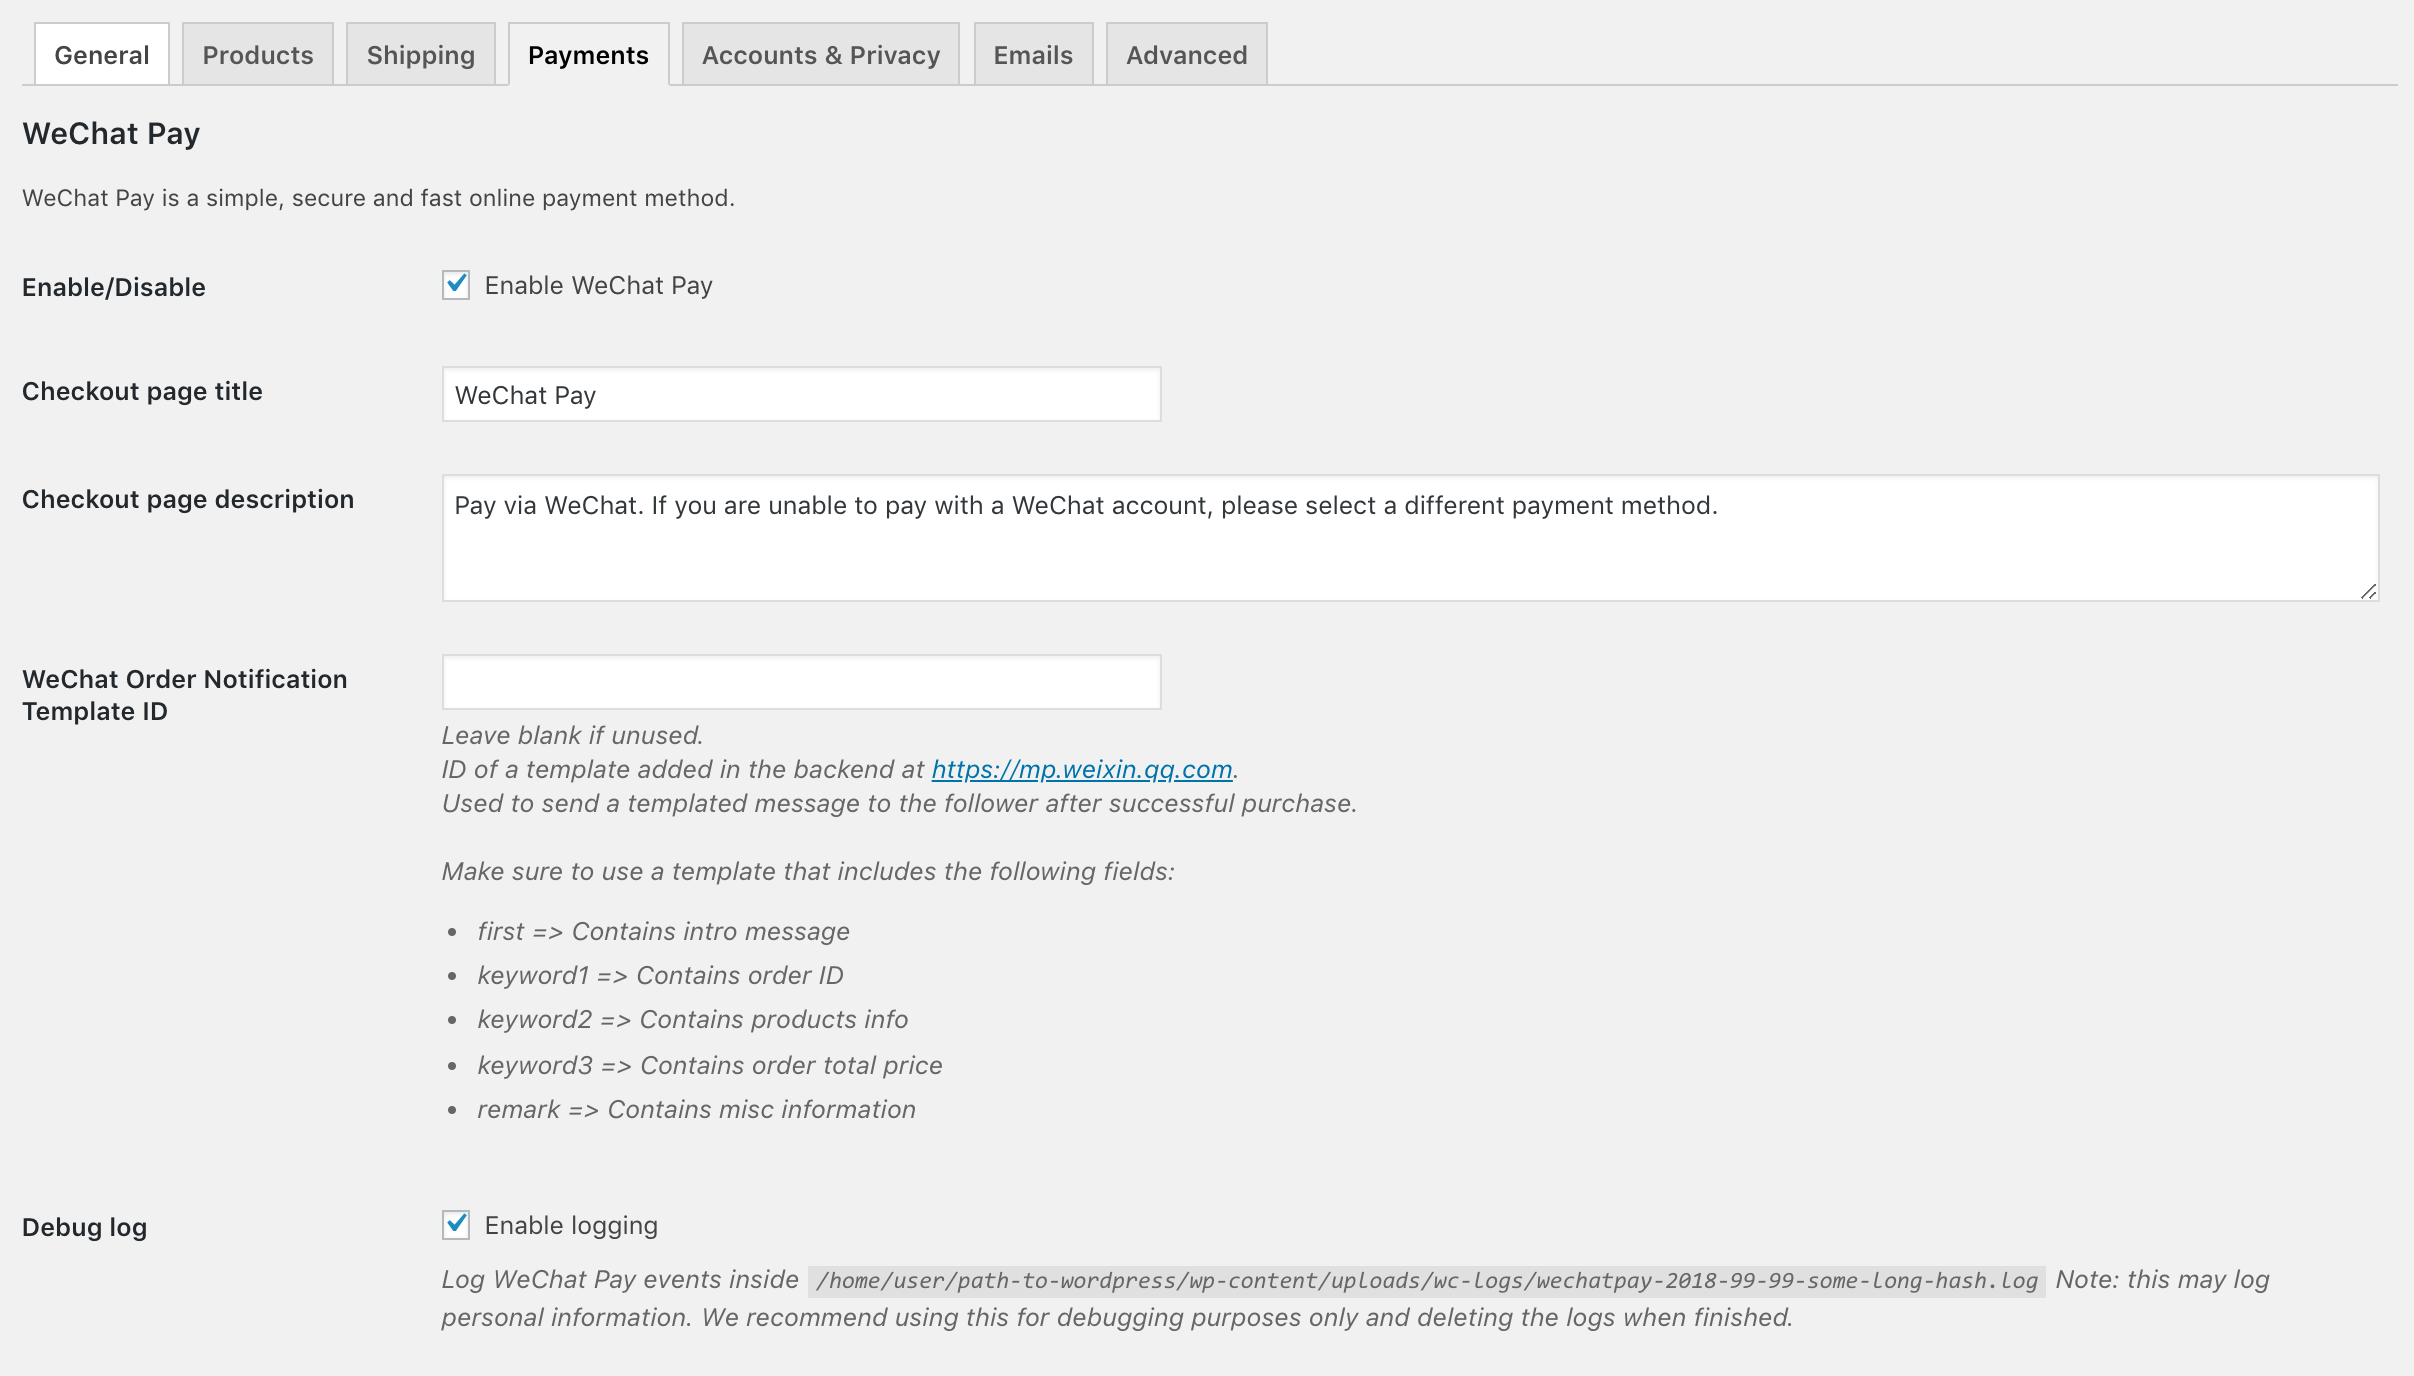 General Products Shipping Payments Accounts & Privacy Emails Advanced
WeChat Pay
WeChat Pay is a simple, secure and fast online payment method.
Enable/Disable
Enable WeChat Pay
Checkout page title
WeChat Pay
Checkout page description
Pay via WeChat. If you are unable to pay with a WeChat account, please select a different payment method.
WeChat Order Notification
Template ID
Leave blank if unused.
ID of a template added in the backend at https://mp.weixin.qq.com.
Used to send a templated message to the follower after successful purchase.
Make sure to use a template that includes the following fields:
• first => Contains intro message
• keyword1 => Contains order ID
• keyword2 => Contains products info
• keyword3 => Contains order total price
• remark => Contains misc information
Debug log
Enable logging
Log WeChat Pay events inside /home/user/path-to-wordpress/wp-content/uploads/wc-logs/wechatpay-2018-99-99-some-long-hash.log Note: this may log
personal information. We recommend using this for debugging purposes only and deleting the logs when finished.